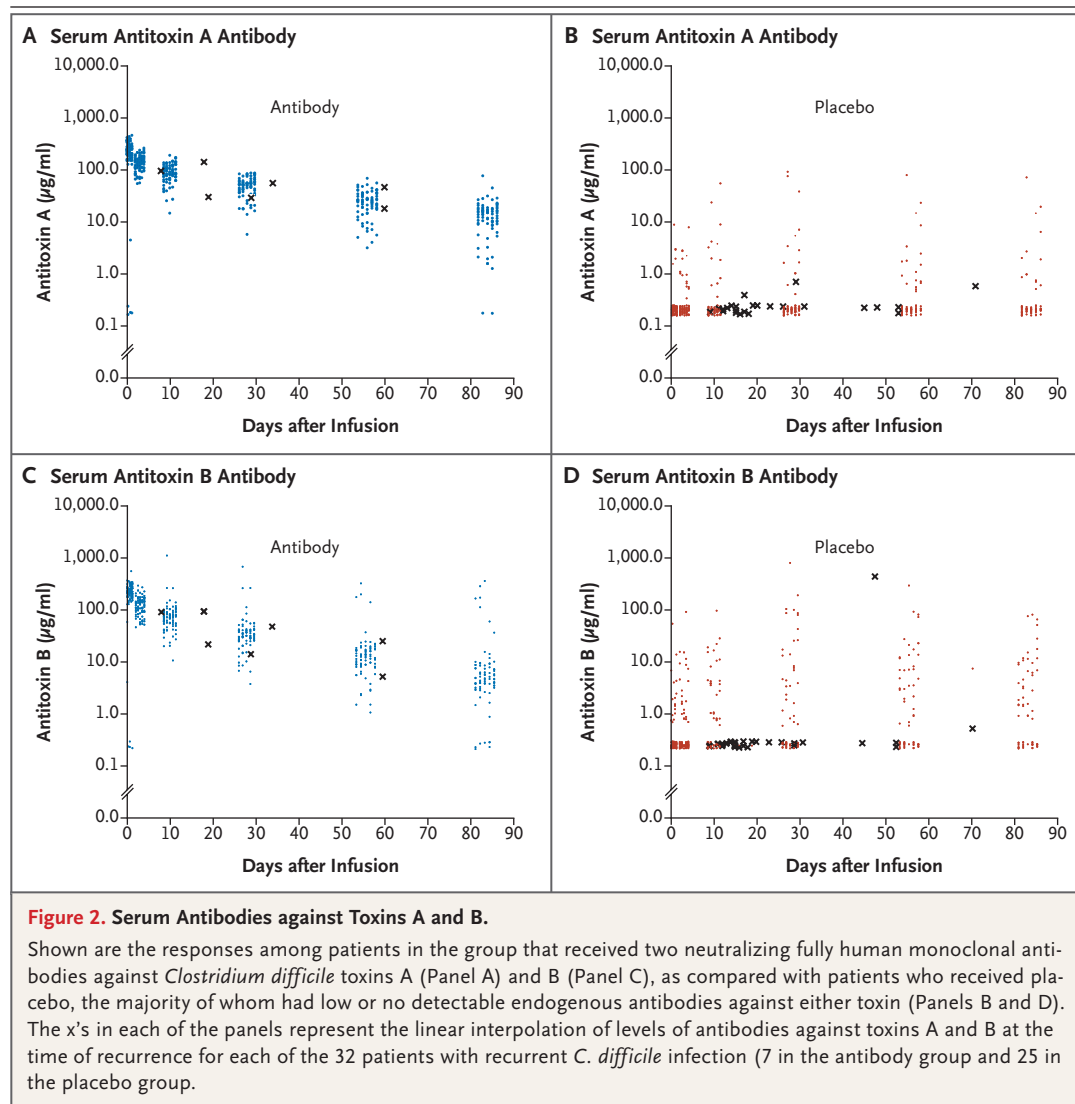 A Serum Antitoxin A Antibody
10,000.0
1,000.0
100.0
10.0
1.0
0.1
0.0
Antitoxin A (µg/ml)
Antibody
0 10 20 30 40 50 60 70 80 90
Days after Infusion
B Serum Antitoxin A Antibody
10,000.0
1,000.0
100.0
10.0
1.0
0.1
0.0
Antitoxin A (µg/ml)
Placebo
0 10 20 30 40 50 60 70 80 90
Days after Infusion
C Serum Antitoxin B Antibody
10,000.0
1,000.0
100.0
10.0
1.0
0.1
0.0
Antitoxin B (µg/ml)
Antibody
0 10 20 30 40 50 60 70 80 90
Days after Infusion
D Serum Antitoxin B Antibody
10,000.0
1,000.0
100.0
10.0
1.0
0.1
0.0
Antitoxin B (µg/ml)
Placebo
0 10 20 30 40 50 60 70 80 90
Days after Infusion
Figure 2. Serum Antibodies against Toxins A and B.
Shown are the responses among patients in the group that received two neutralizing fully human monoclonal anti-
bodies against Clostridium difficile toxins A (Panel A) and B (Panel C), as compared with patients who received pla-
cebo, the majority of whom had low or no detectable endogenous antibodies against either toxin (Panels B and D).
The x's in each of the panels represent the linear interpolation of levels of antibodies against toxins A and B at the
time of recurrence for each of the 32 patients with recurrent C. difficile infection (7 in the antibody group and 25 in
the placebo group.